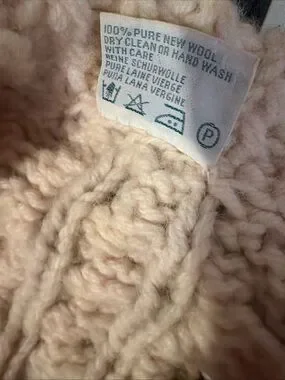 100% PURE NEW WOOL
DRY CLEAN OR HAND WASH
WITH CARE
REINE SCHURWOLLE
PURE LAINE VIERGE
PURA LANA VERGINE
P